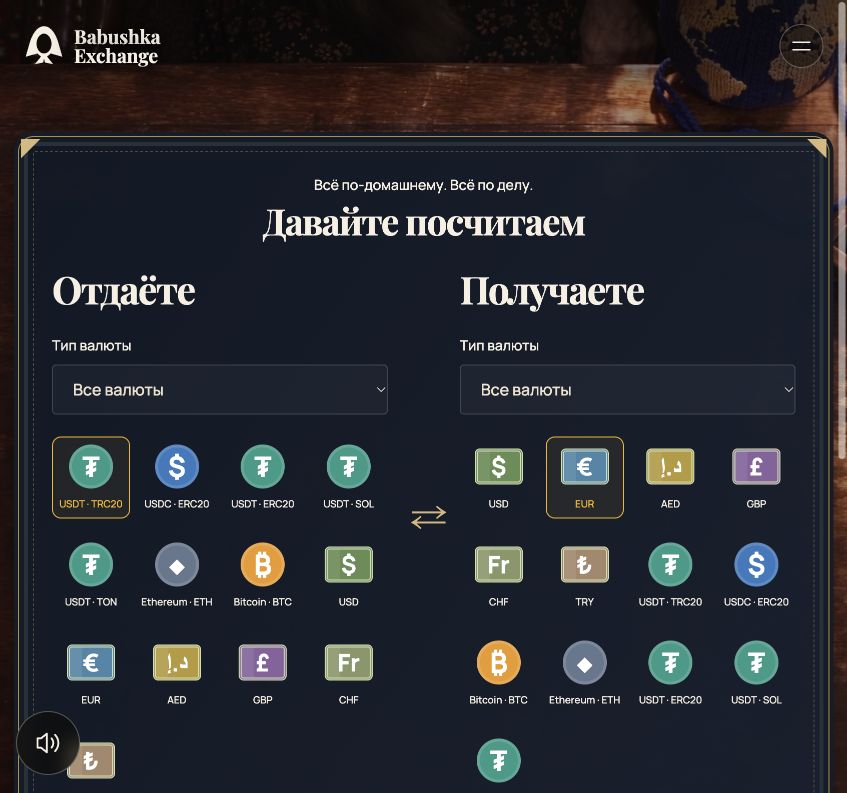 Babushka
Exchange
Всё по-домашнему. Всё по делу.
Давайте посчитаем
Отдаёте
Получаете
Тип валюты
Тип валюты
Все валюты
Все валюты
₮ $ ₮ ₮
USDT · TRC20 USDC · ERC20 USDT · ERC20 USDT · SOL
$ € د.إ £
USD EUR AED GBP
₮ ₿ $
USDT · TON Ethereum · ETH Bitcoin · BTC USD
Fr ₺ ₮ $
CHF TRY USDT · TRC20 USDC · ERC20
€ د.إ £ Fr
EUR AED GBP CHF
₿ ₮ ₮
Bitcoin · BTC Ethereum · ETH USDT · ERC20 USDT · SOL
₺
₮